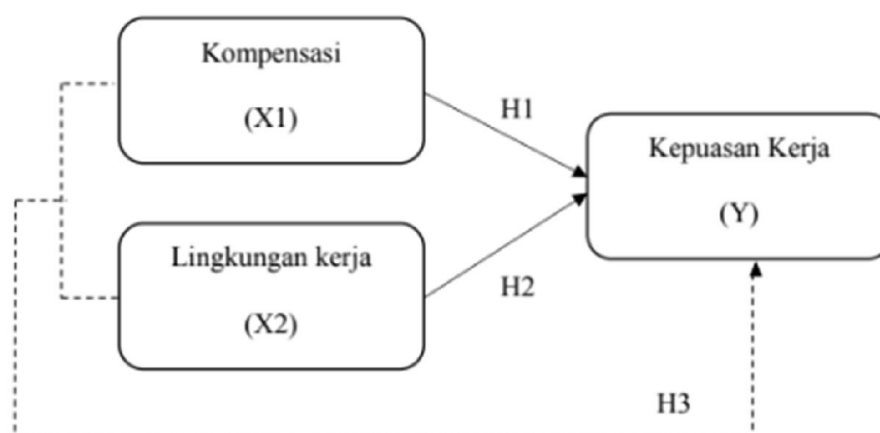 Kompensasi
(X1)
H1
Kepuasan Kerja
(Y)
Lingkungan kerja
(X2)
H2
H3